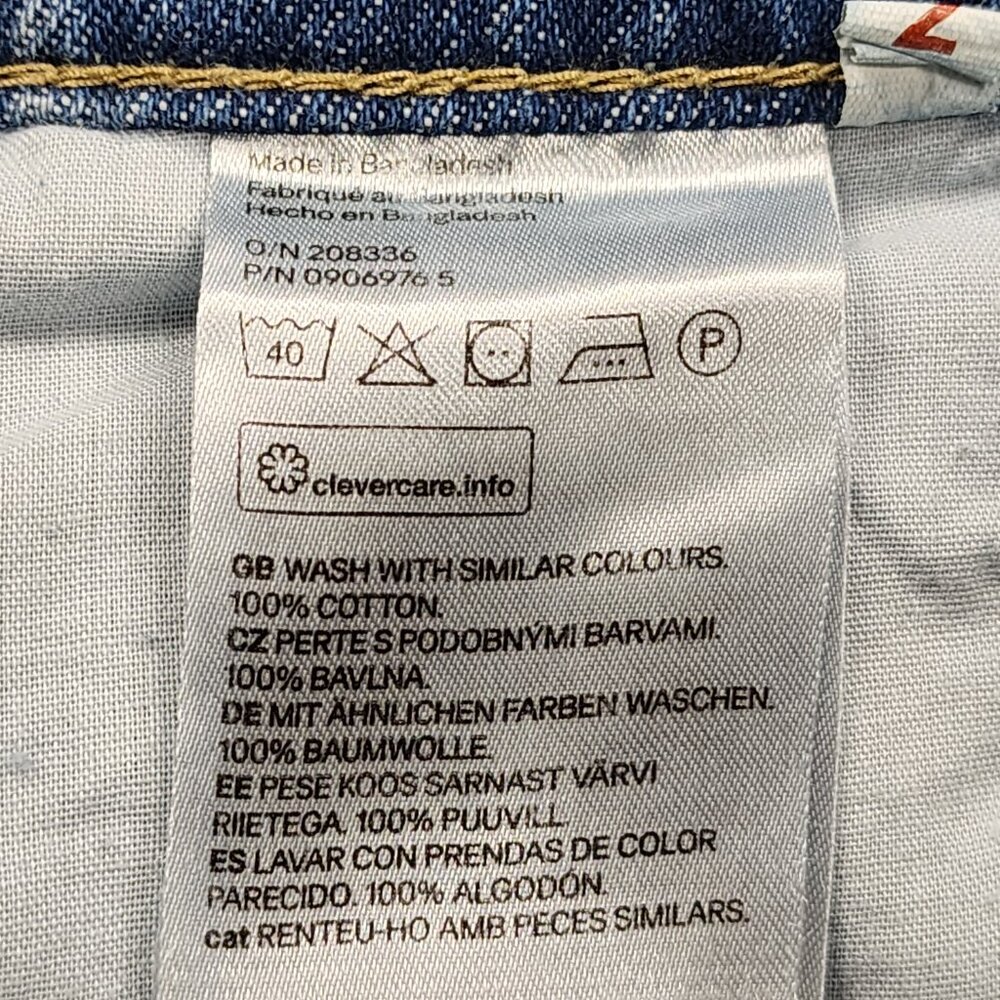 Made in Bangladesh
Fabriqué au Bangladesh
Hecho en Bangladesh
O/N 208336
P/N 0906976 5
40
P
clevercare.info
GB WASH WITH SIMILAR COLOURS.
100% COTTON.
CZ PERTE S PODOBNÝMI BARVAMI.
100% BAVLNA.
DE MIT ÄHNLICHEN FARBEN WASCHEN.
100% BAUMWOLLE.
EE PESE KOOS SARNAST VÄRVI
RIIETEGA. 100% PUUVILL.
ES LAVAR CON PRENDAS DE COLOR
PARECIDO. 100% ALGODÓN.
cat RENTEU-HO AMB PECES SIMILARS.